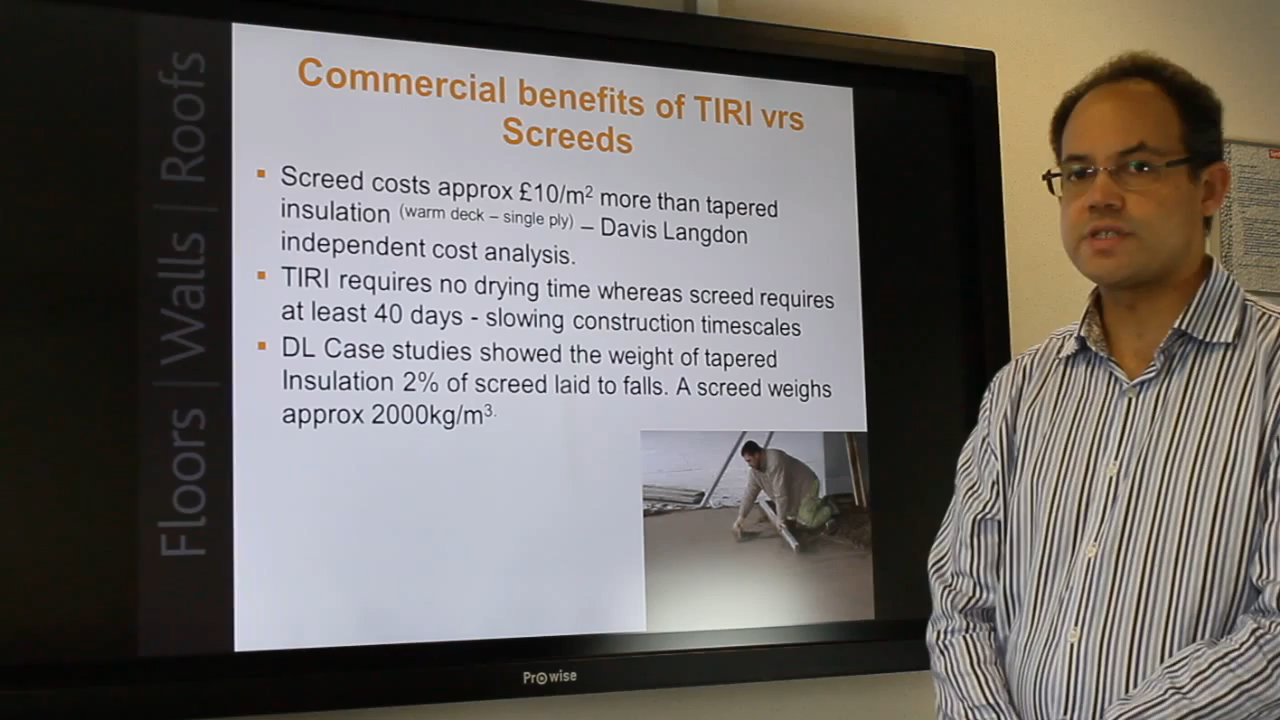 Floors | Walls | Roofs
Commercial benefits of TIRI vrs
Screeds
▪ Screed costs approx £10/m² more than tapered
insulation (warm deck – single ply) – Davis Langdon
independent cost analysis.
▪ TIRI requires no drying time whereas screed requires
at least 40 days - slowing construction timescales
▪ DL Case studies showed the weight of tapered
Insulation 2% of screed laid to falls. A screed weighs
approx 2000kg/m³.
Prowise